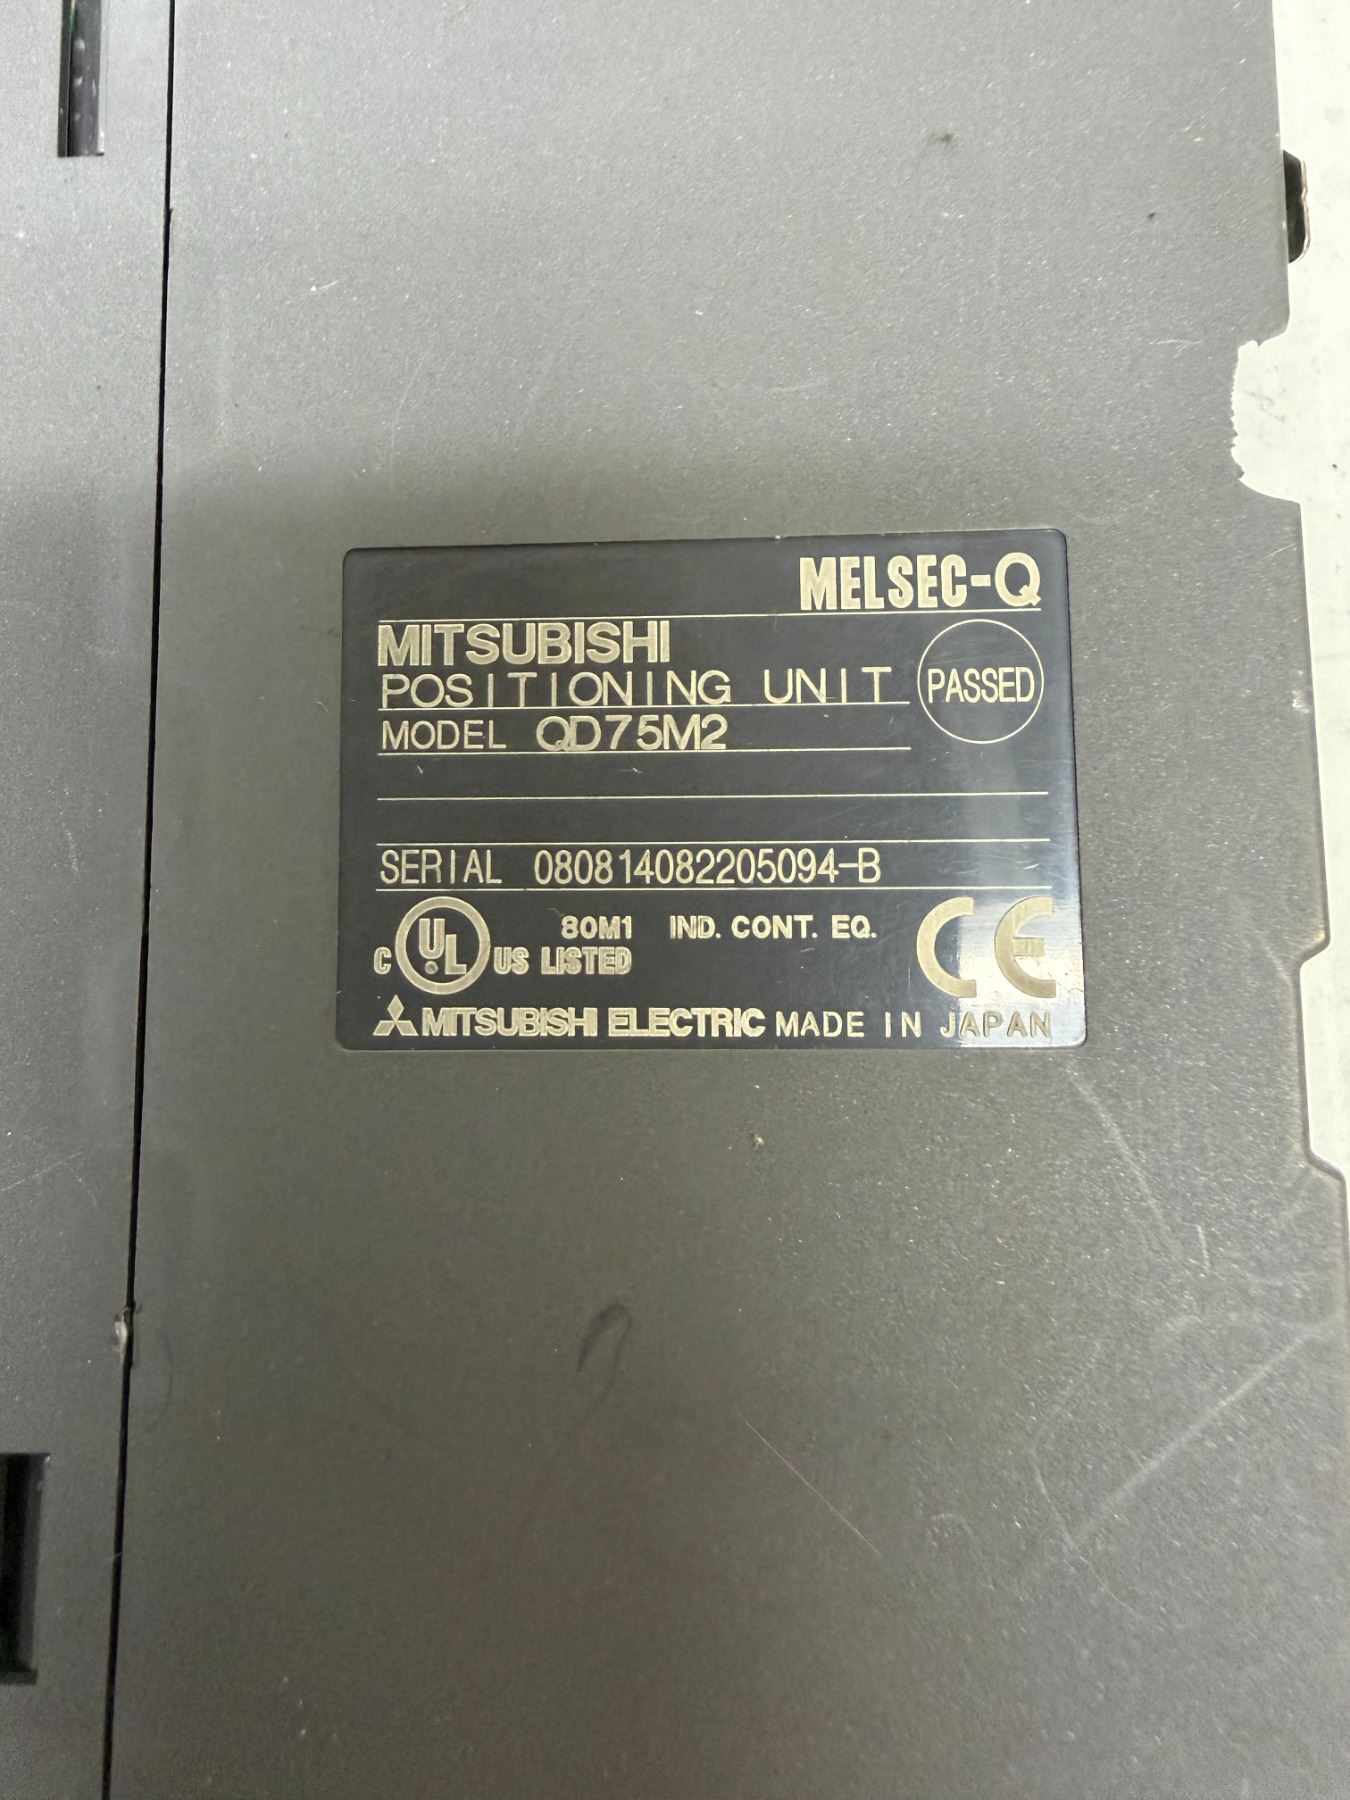 MELSEC-Q
MITSUBISHI
POSITIONING UNIT
PASSED
MODEL QD75M2
SERIAL 080814082205094-B
C UL US LISTED 80M1 IND. CONT. EQ.
CE
MITSUBISHI ELECTRIC MADE IN JAPAN